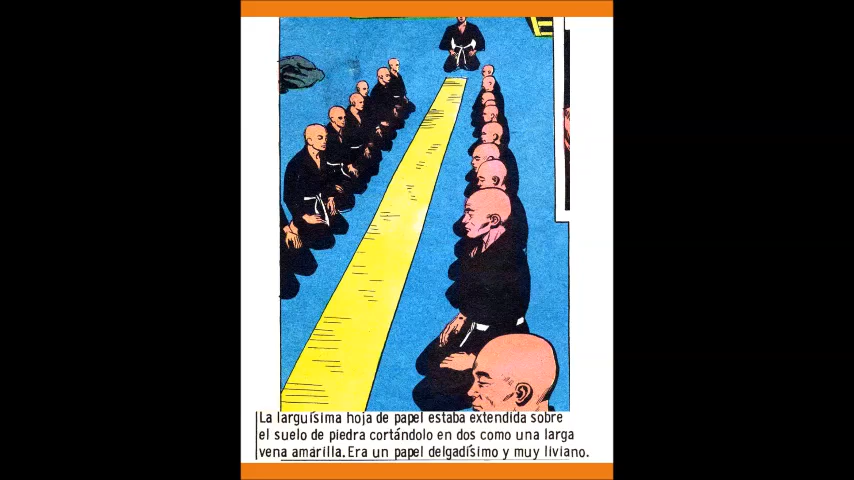 La larguísima hoja de papel estaba extendida sobre
el suelo de piedra cortándolo en dos como una larga
vena amarilla. Era un papel delgadísimo y muy liviano.